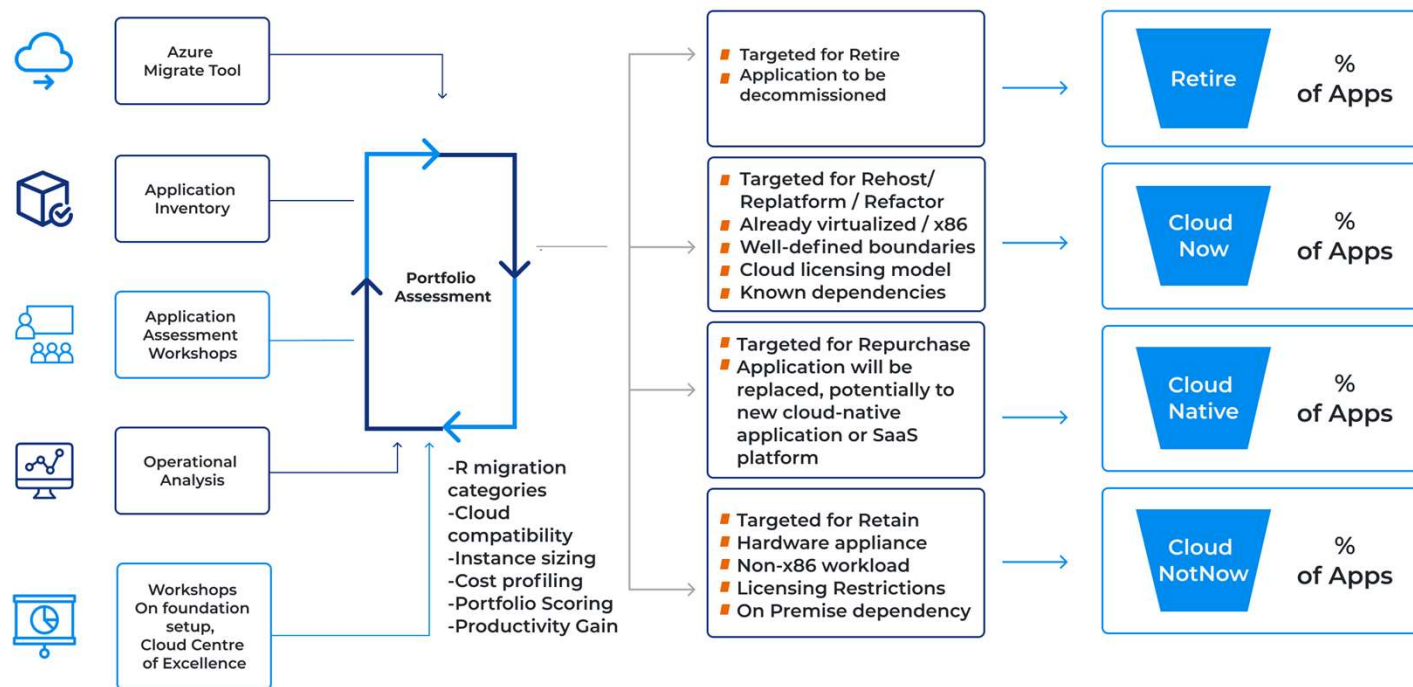 Azure
Migrate Tool
Application
Inventory
Application
Assessment
Workshops
Operational
Analysis
Workshops
On foundation
setup,
Cloud Centre
of Excellence
Portfolio
Assessment
-R migration
categories
-Cloud
compatibility
-Instance sizing
-Cost profiling
-Portfolio Scoring
-Productivity Gain
Targeted for Retire
Application to be
decommissioned
Targeted for Rehost/
Replatform / Refactor
Already virtualized / x86
Well-defined boundaries
Cloud licensing model
Known dependencies
Targeted for Repurchase
Application will be
replaced, potentially to
new cloud-native
application or SaaS
platform
Targeted for Retain
Hardware appliance
Non-x86 workload
Licensing Restrictions
On Premise dependency
Retire
%
of Apps
Cloud
Now
%
of Apps
Cloud
Native
%
of Apps
Cloud
NotNow
%
of Apps